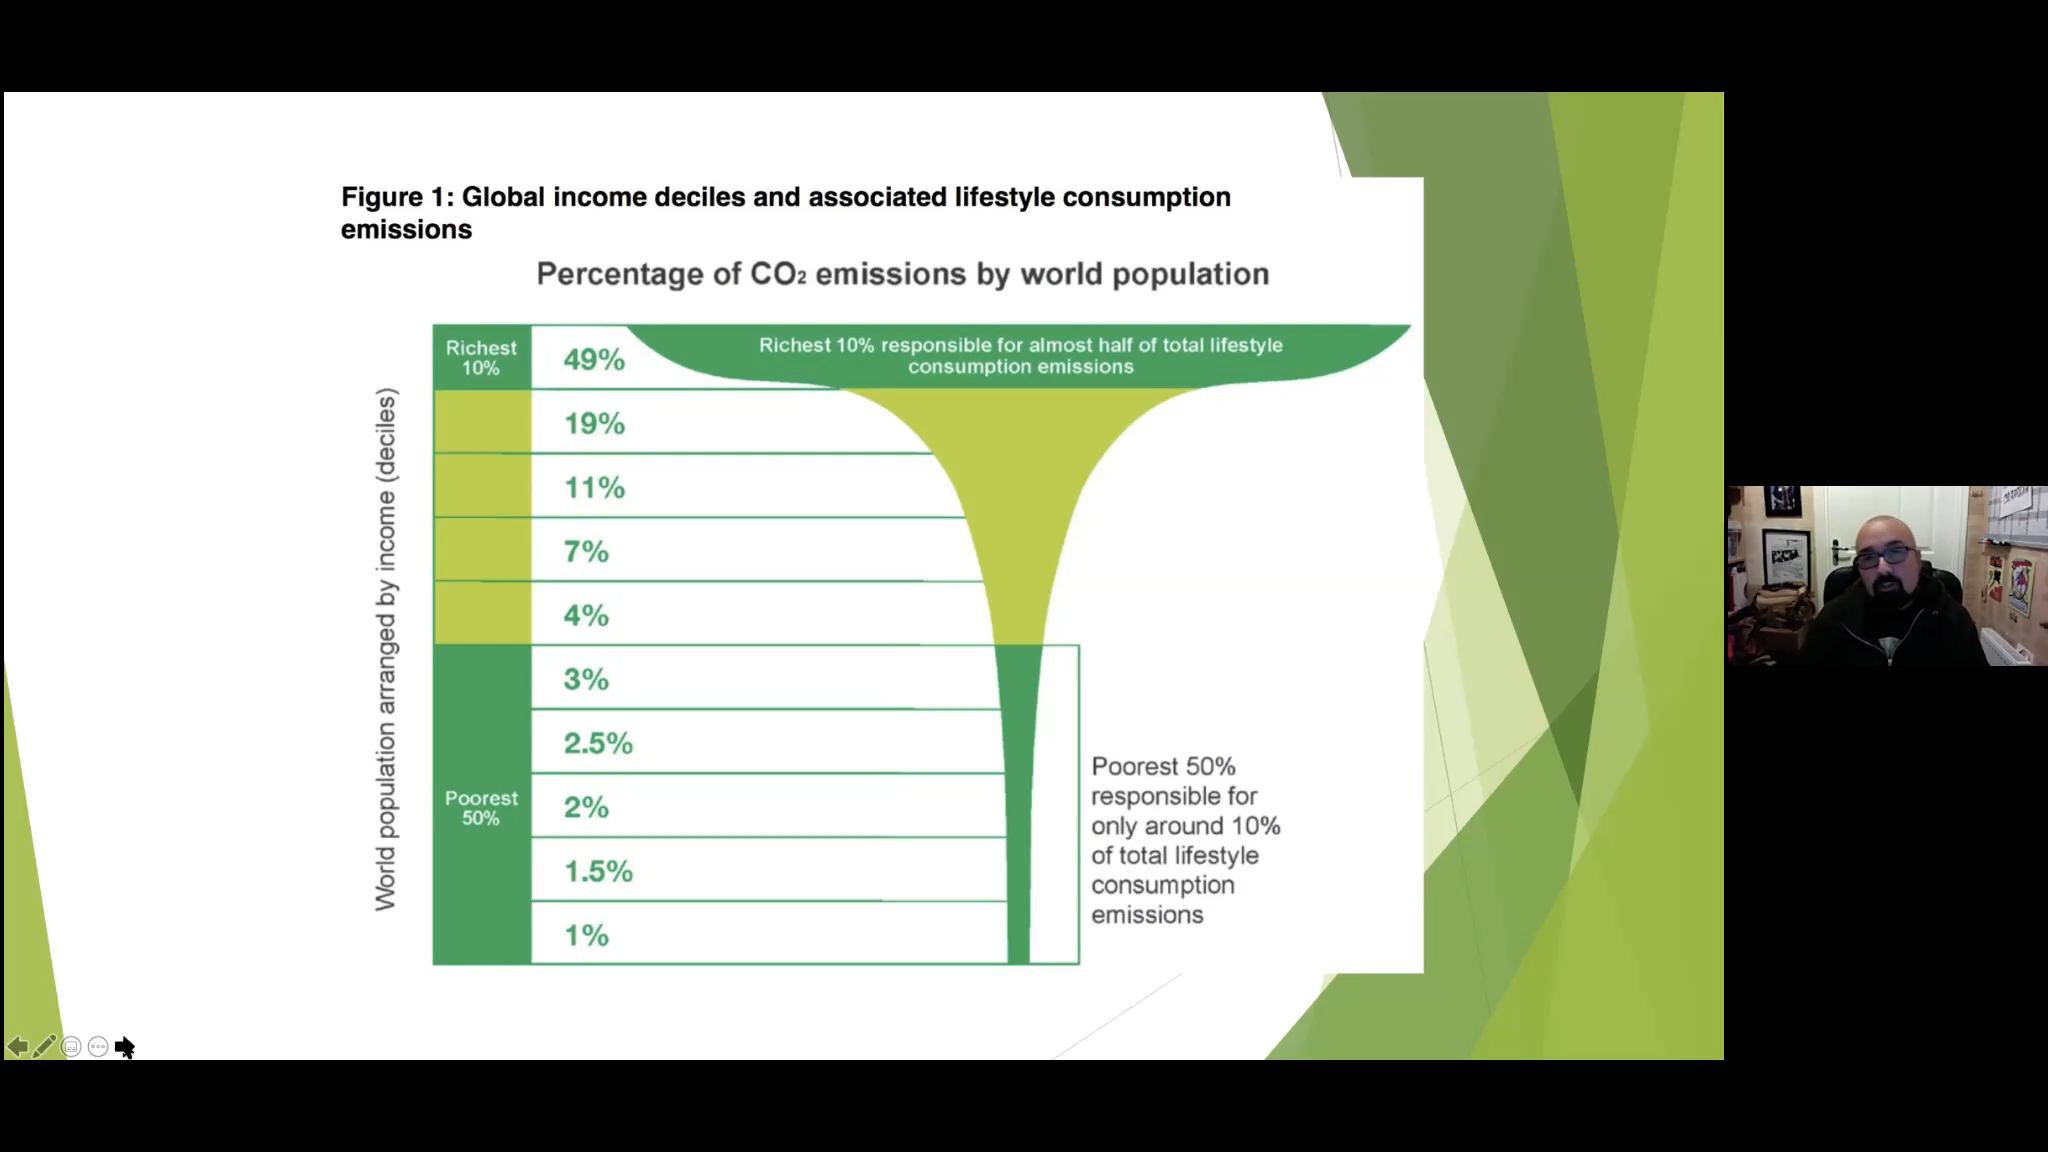 Figure 1: Global income deciles and associated lifestyle consumption
emissions
Percentage of CO₂ emissions by world population
World population arranged by income (deciles)
Richest
10%
49%
Richest 10% responsible for almost half of total lifestyle
consumption emissions
19%
11%
7%
4%
3%
2.5%
Poorest
50%
2%
1.5%
1%
Poorest 50%
responsible for
only around 10%
of total lifestyle
consumption
emissions